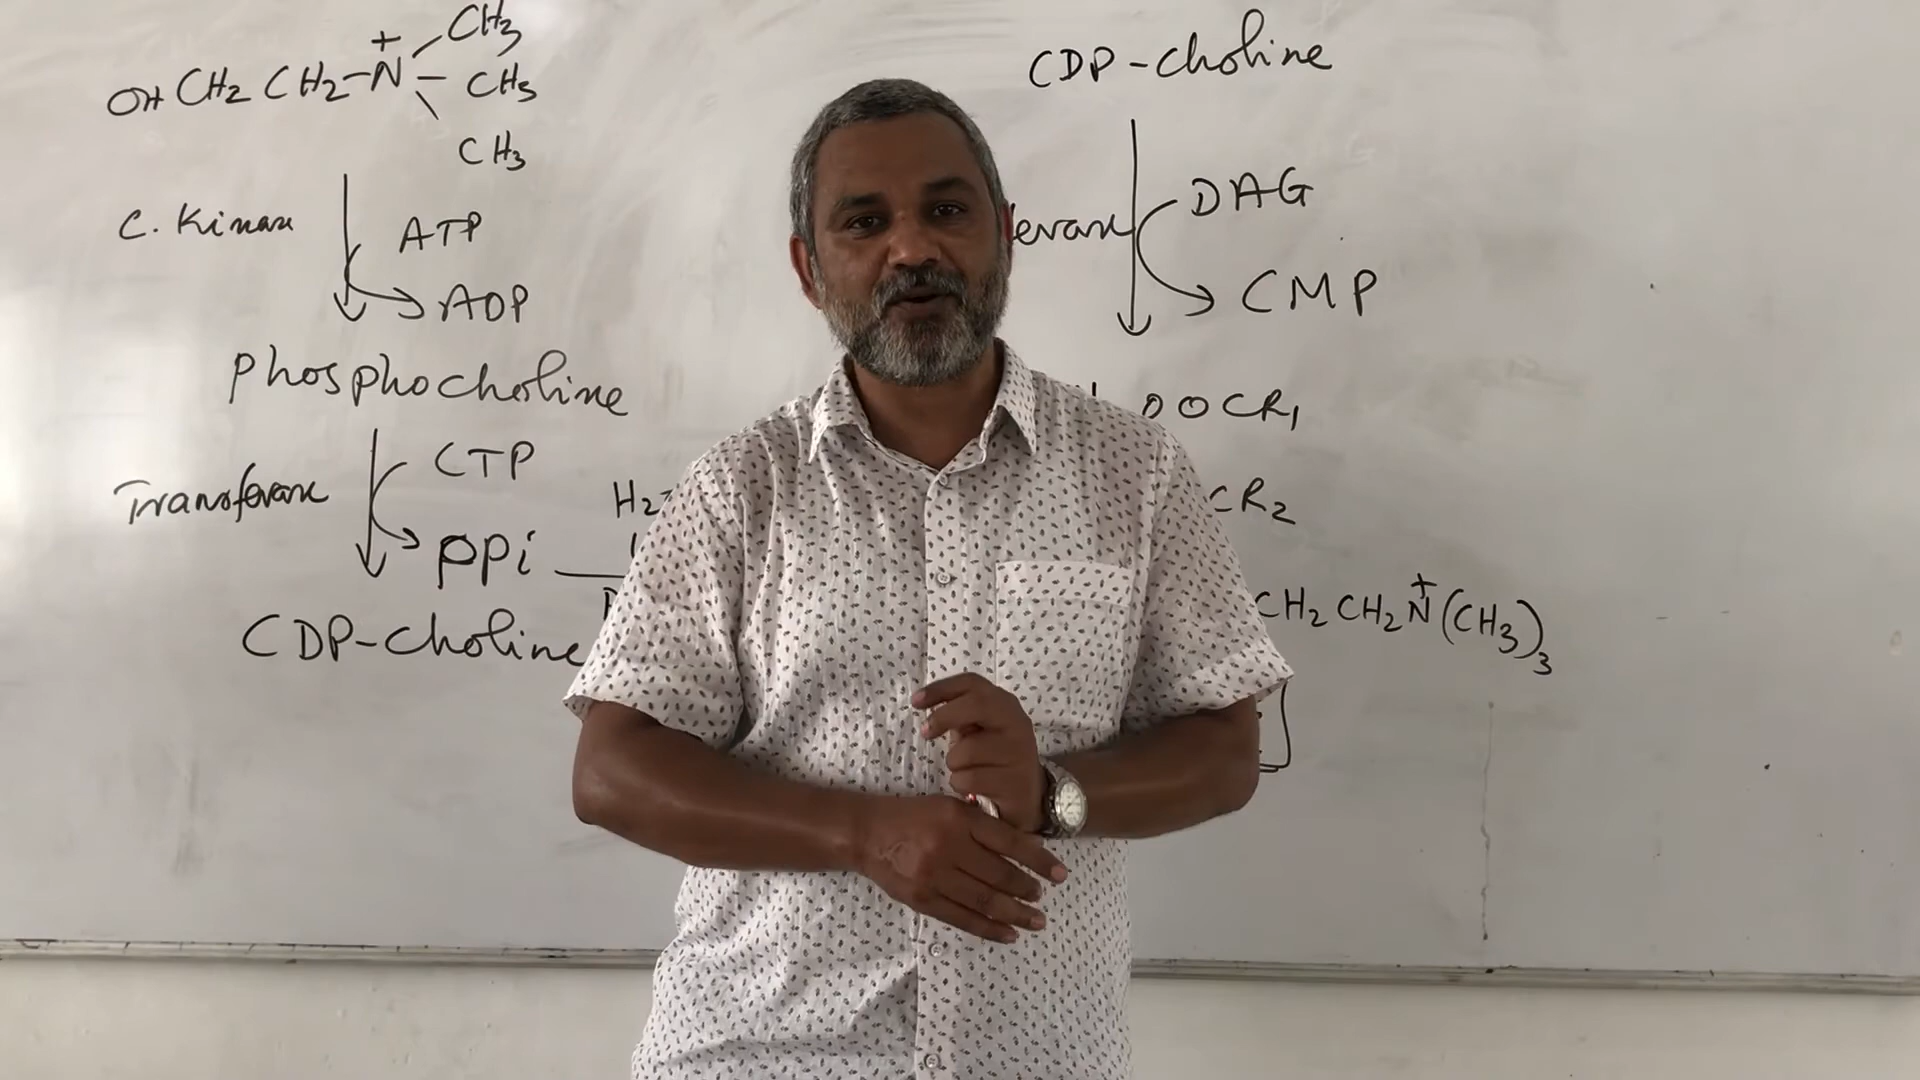 CH3
+
OH CH2 CH2-N - CH3
CH3
C. Kinase
ATP
ADP
Phosphocholine
CTP
Transferase
PPi
CDP-choline
H2
CDP-choline
DAG
erase
CMP
OOCR1
CR2
CH2 CH2 N+ (CH3)3